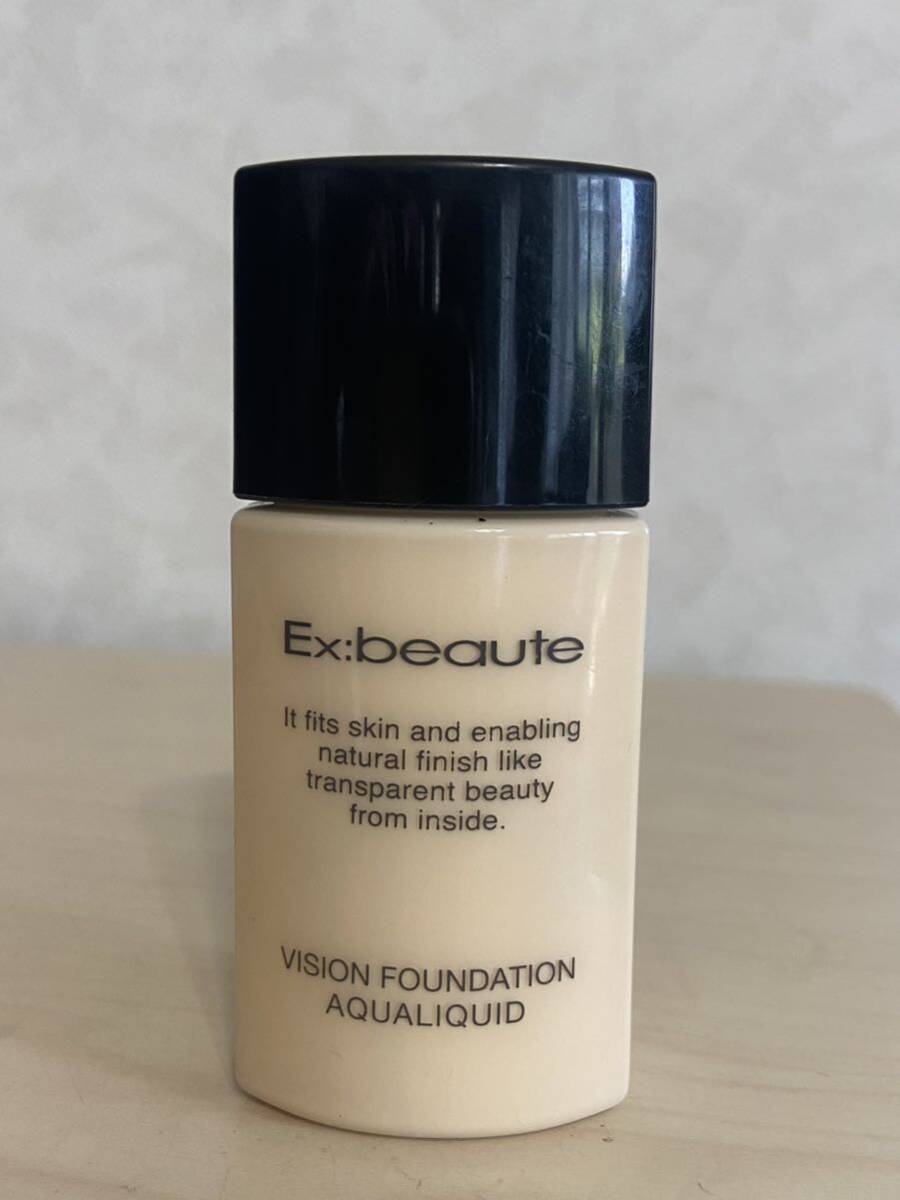 Ex:beaute
It fits skin and enabling
natural finish like
transparent beauty
from inside.
VISION FOUNDATION
AQUALIQUID